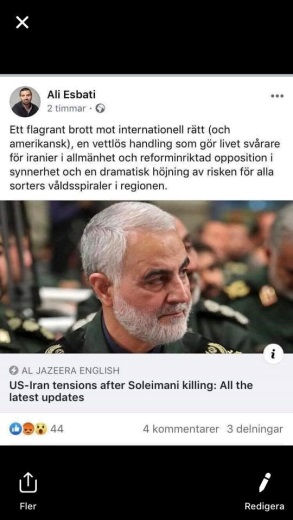 Ali Esbati
2 timmar
Ett flagrant brott mot internationell rätt (och
amerikansk), en vettlös handling som gör livet svårare
för iranier i allmänhet och reforminriktad opposition i
synnerhet och en dramatisk höjning av risken för alla
sorters våldsspiraler i regionen.
AL JAZEERA ENGLISH
US-Iran tensions after Soleimani killing: All the
latest updates
44
4 kommentarer 3 delningar
Fler
Redigera